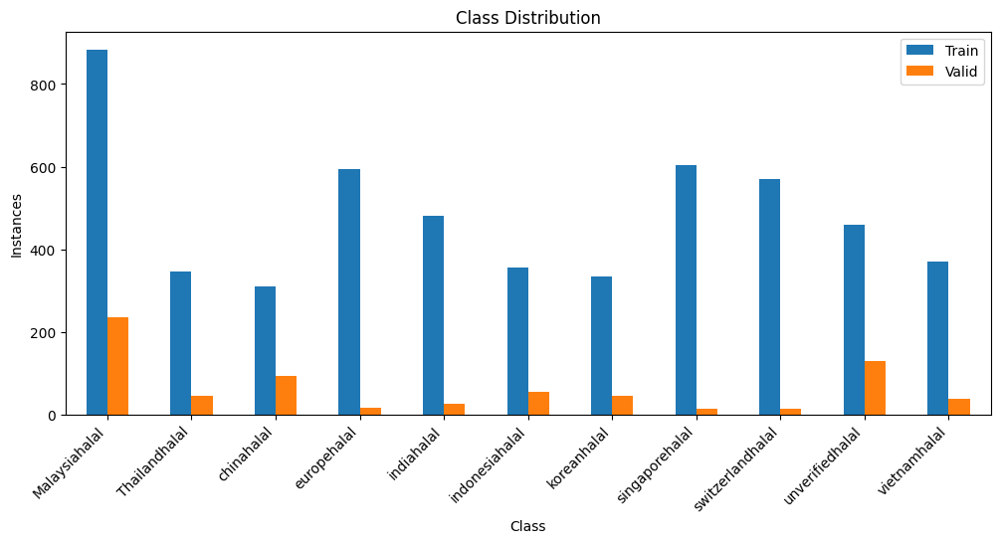 Class Distribution
Train
Valid
Instances
800
600
400
200
0
Malaysiahalal
Thailandhalal
chinahalal
europehalal
indiahalal
indonesiahalal
koreanhalal
singaporehalal
switzerlandhalal
unverifiedhalal
vietnamhalal
Class